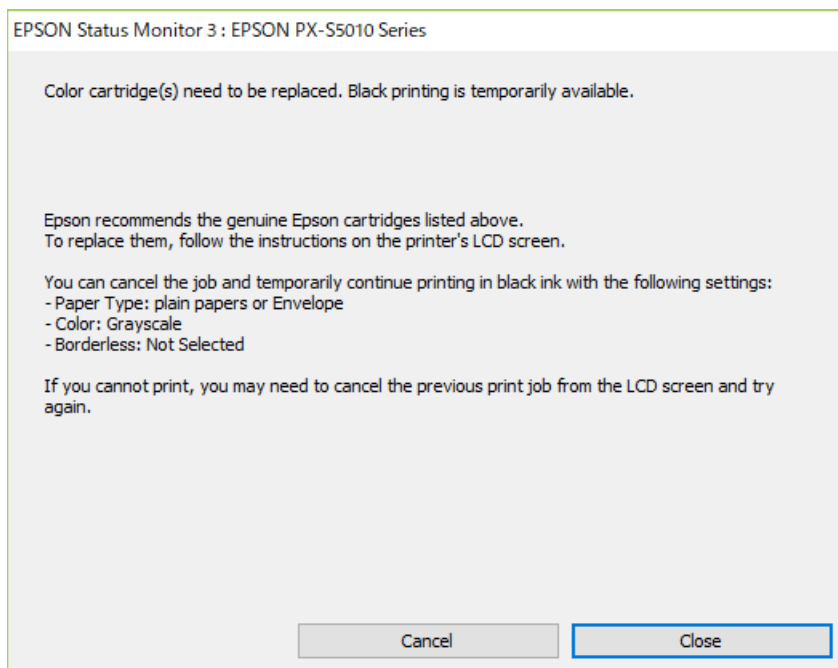 EPSON Status Monitor 3 : EPSON PX-S5010 Series
Color cartridge(s) need to be replaced. Black printing is temporarily available.
Epson recommends the genuine Epson cartridges listed above.
To replace them, follow the instructions on the printer's LCD screen.
You can cancel the job and temporarily continue printing in black ink with the following settings:
- Paper Type: plain papers or Envelope
- Color: Grayscale
- Borderless: Not Selected
If you cannot print, you may need to cancel the previous print job from the LCD screen and try
again.
Cancel Close